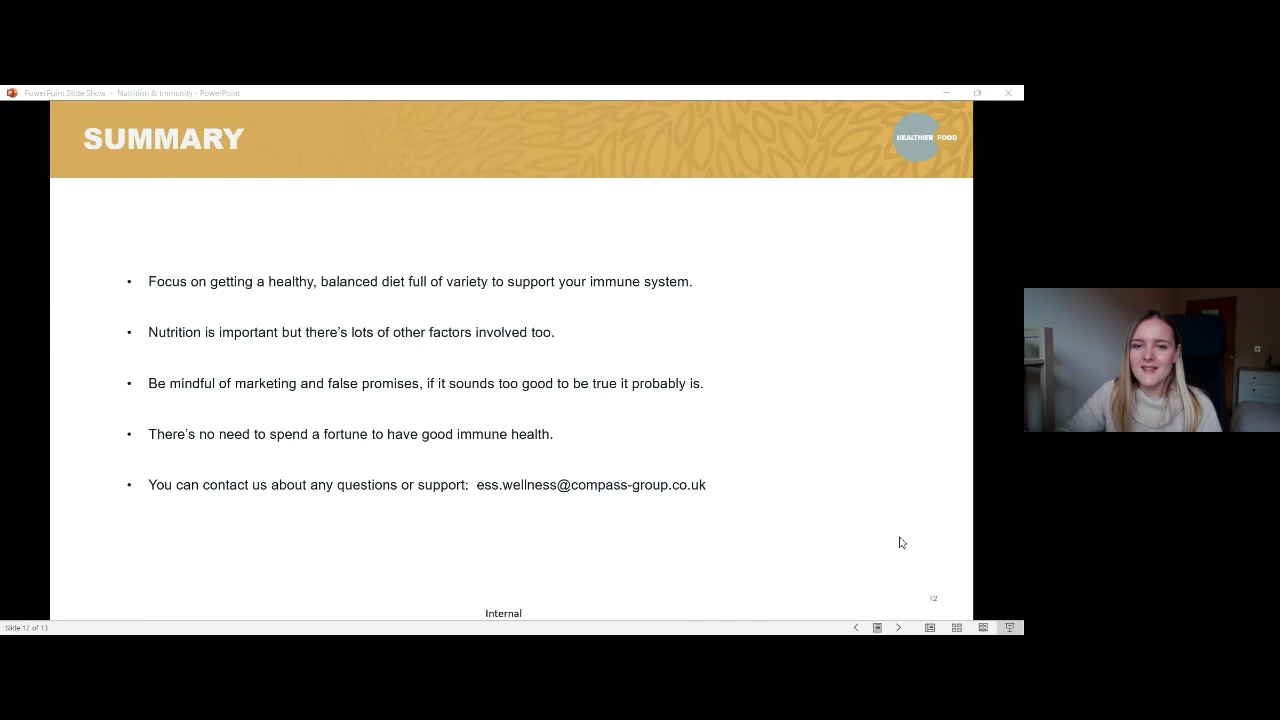 PowerPoint Slide Show - Nutrition & Immunity - PowerPoint
SUMMARY
HEALTHIER FOOD
• Focus on getting a healthy, balanced diet full of variety to support your immune system.
• Nutrition is important but there's lots of other factors involved too.
• Be mindful of marketing and false promises, if it sounds too good to be true it probably is.
• There's no need to spend a fortune to have good immune health.
• You can contact us about any questions or support: ess.wellness@compass-group.co.uk
12
Internal
Slide 12 of 13